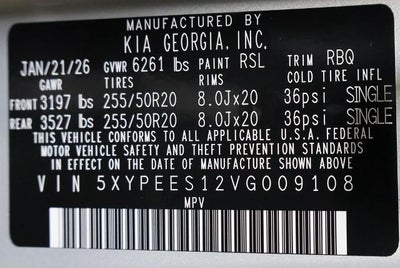 MANUFACTURED BY
KIA GEORGIA, INC.
JAN/21/26 GVWR 6261 lbs PAINT RSL TRIM RBQ
GAWR TIRES RIMS COLD TIRE INFL
FRONT 3197 lbs 255/50R20 8.0Jx20 36psi SINGLE
REAR 3527 lbs 255/50R20 8.0Jx20 36psi SINGLE
THIS VEHICLE CONFORMS TO ALL APPLICABLE U.S.A. FEDERAL
MOTOR VEHICLE SAFETY AND THEFT PREVENTION STANDARDS
IN EFFECT ON THE DATE OF MANUFACTURE SHOWN ABOVE
VIN 5XYPEES12VG009108
MPV